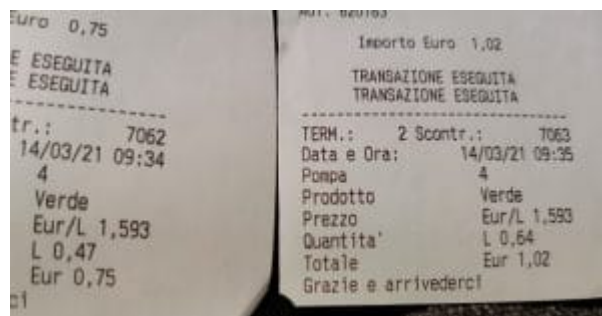 Euro 0,75
E ESEGUITA
E ESEGUITA
tr.: 7062
14/03/21 09:34
4
Verde
Eur/L 1,593
L 0,47
Eur 0,75
ci
AUT. 620163
Importo Euro 1,02
TRANSAZIONE ESEGUITA
TRANSAZIONE ESEGUITA
TERM.: 2 Scontr.: 7063
Data e Ora: 14/03/21 09:35
Pompa 4
Prodotto Verde
Prezzo Eur/L 1,593
Quantita' L 0,64
Totale Eur 1,02
Grazie e arrivederci